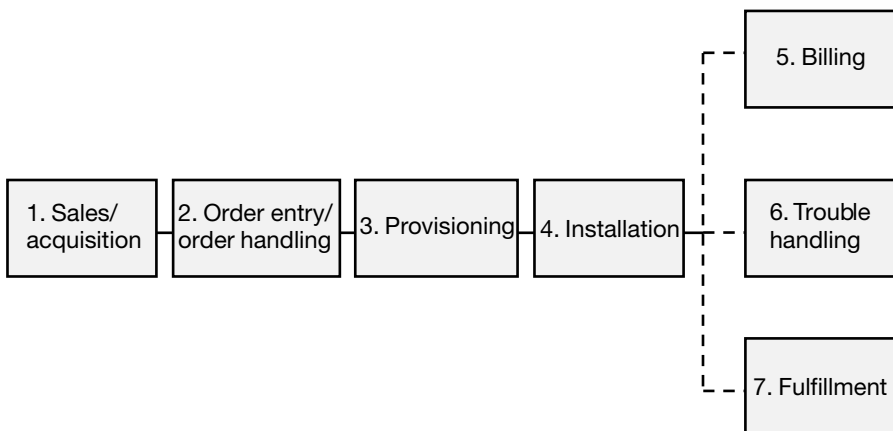 1. Sales/
acquisition
2. Order entry/
order handling
3. Provisioning
4. Installation
5. Billing
6. Trouble
handling
7. Fulfillment